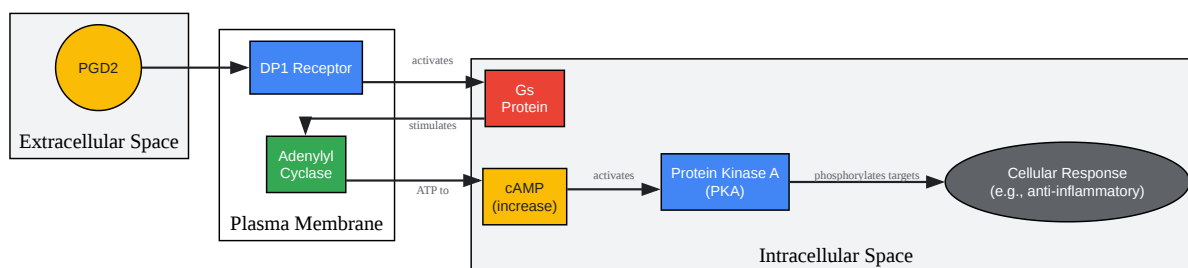 PGD2
Extracellular Space
DP1 Receptor
activates
Gs
Protein
stimulates
Adenylyl
Cyclase
Plasma Membrane
ATP to
cAMP
(increase)
activates
Protein Kinase A
(PKA)
phosphorylates targets
Cellular Response
(e.g., anti-inflammatory)
Intracellular Space